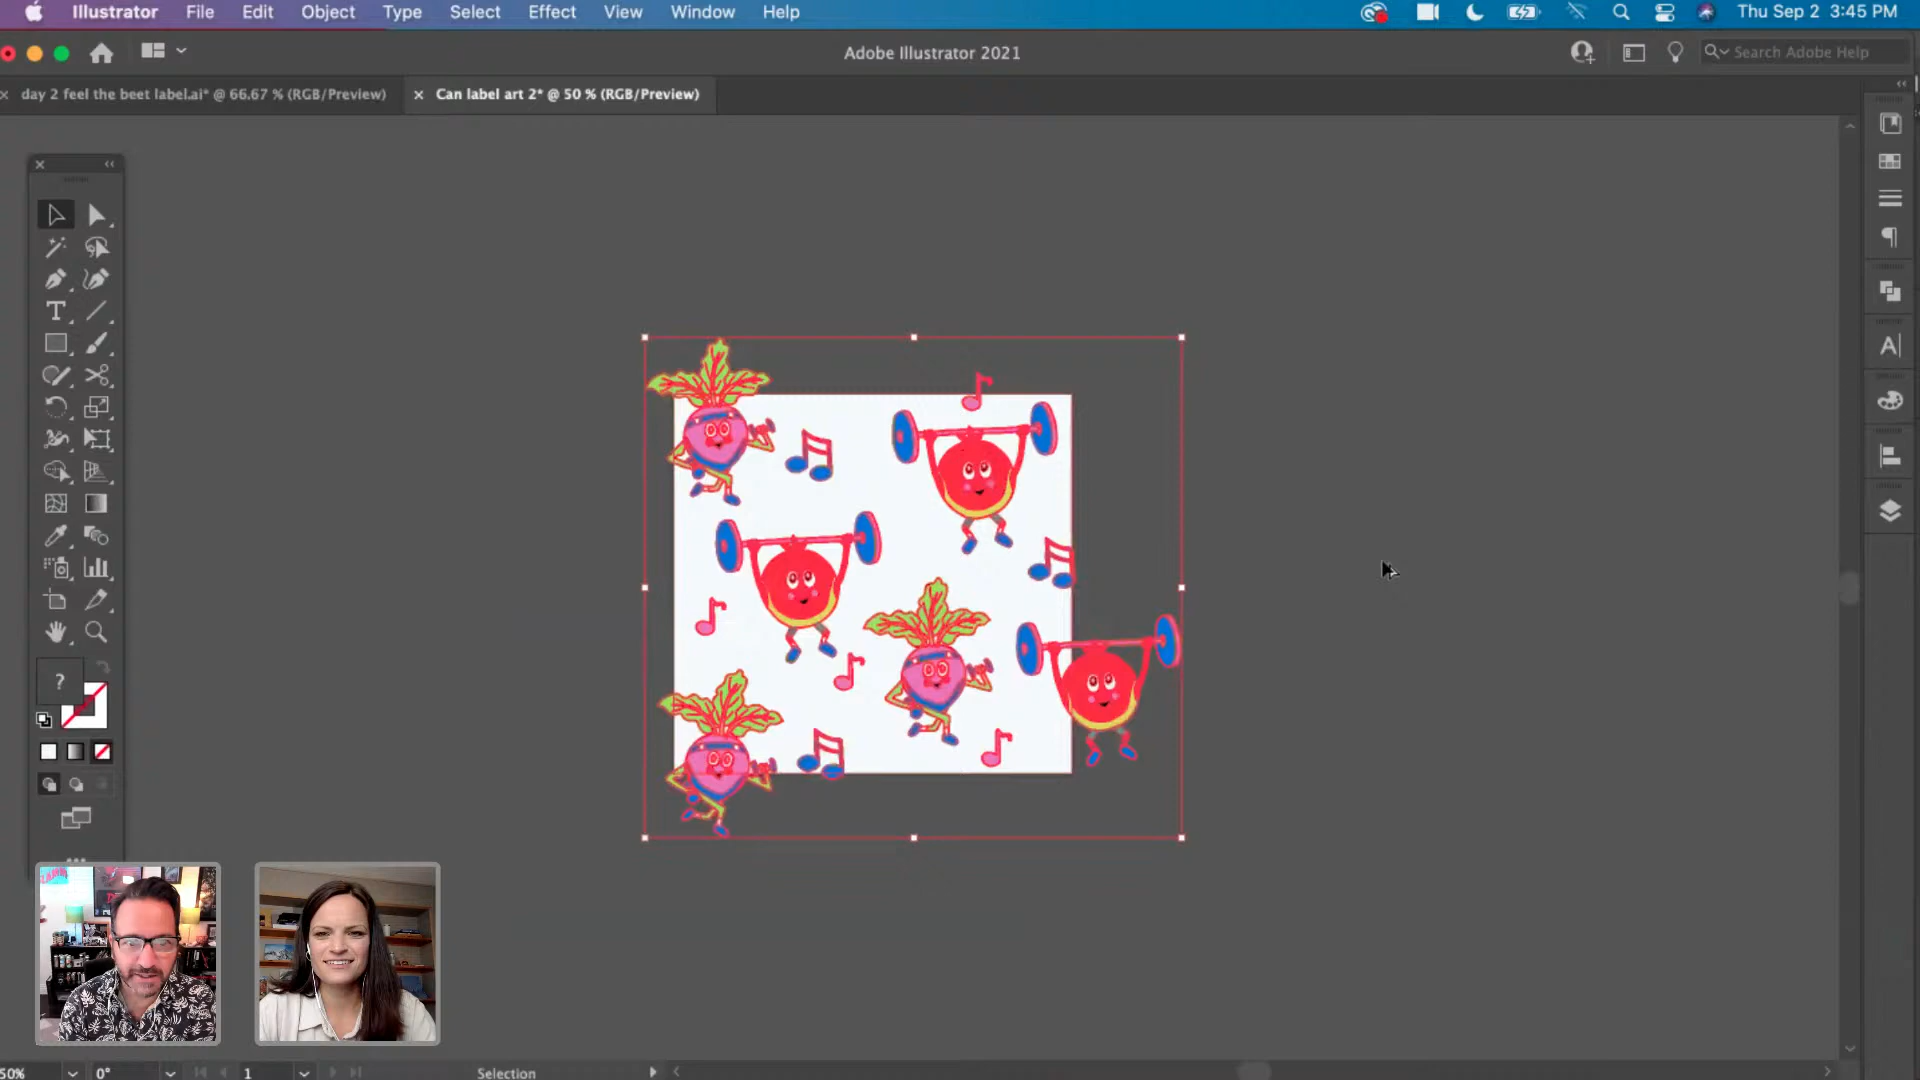 Illustrator File Edit Object Type Select Effect View Window Help Thu Sep 2 3:45 PM
Adobe Illustrator 2021 Search Adobe Help
day 2 feel the beet label.ai* @ 66.67 % (RGB/Preview) Can label art 2* @ 50 % (RGB/Preview)
?
50% 0° 1 Selection